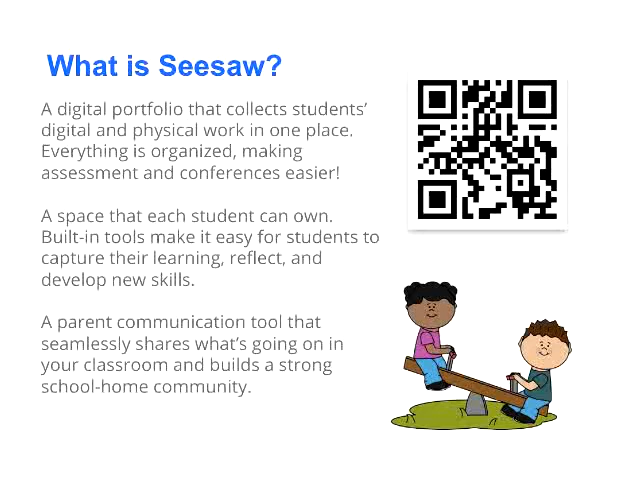 What is Seesaw?
A digital portfolio that collects students’
digital and physical work in one place.
Everything is organized, making
assessment and conferences easier!
A space that each student can own.
Built-in tools make it easy for students to
capture their learning, reflect, and
develop new skills.
A parent communication tool that
seamlessly shares what’s going on in
your classroom and builds a strong
school-home community.